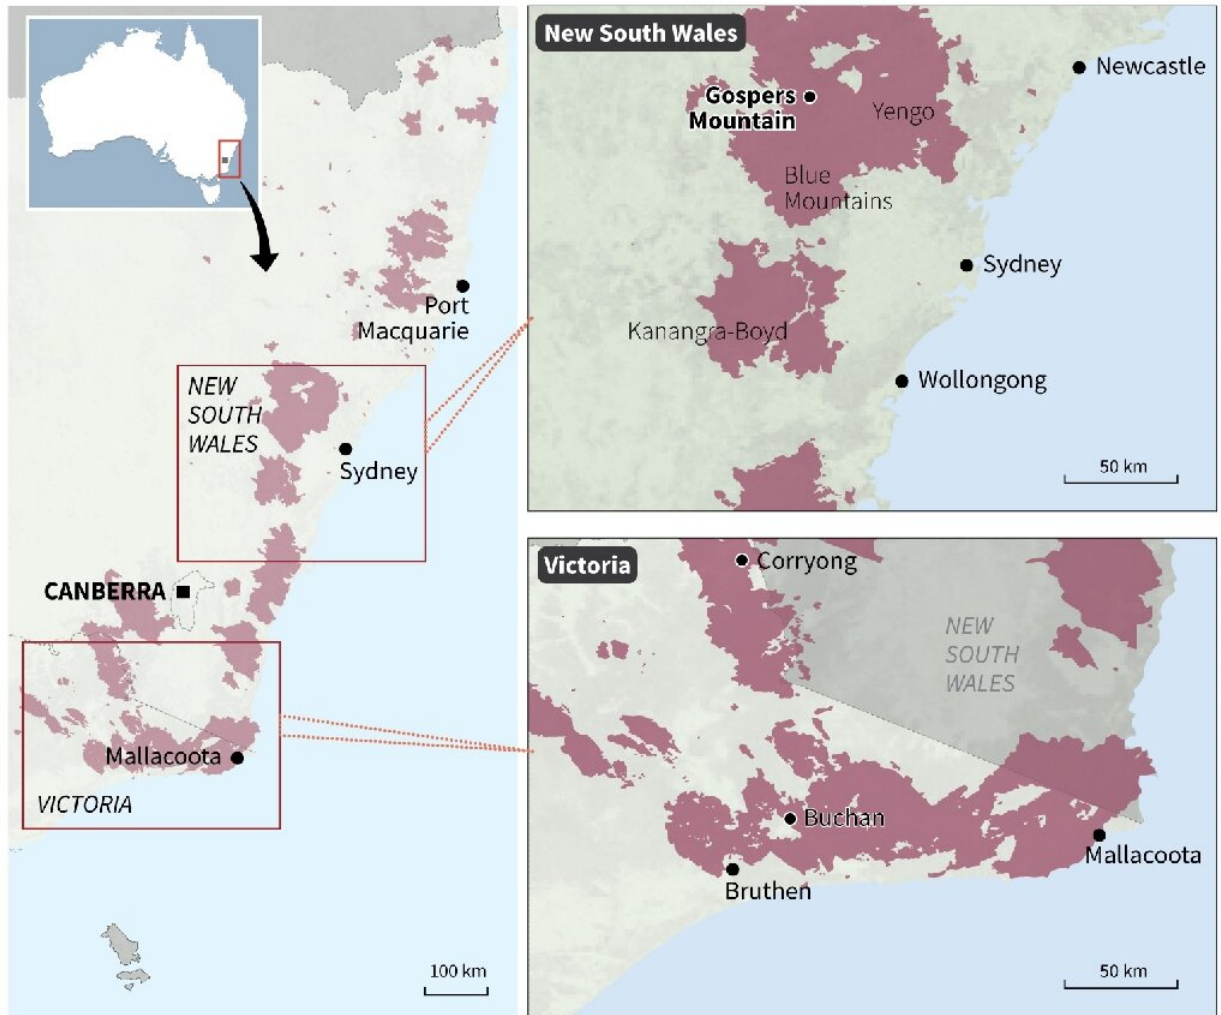 Port
Macquarie
NEW
SOUTH
WALES
Sydney
CANBERRA
Mallacoota
VICTORIA
100 km
New South Wales
Newcastle
Gospers
Mountain
Yengo
Blue
Mountains
Sydney
Kanangra-Boyd
Wollongong
50 km
Victoria
Corryong
NEW
SOUTH
WALES
Buchan
Mallacoota
Bruthen
50 km